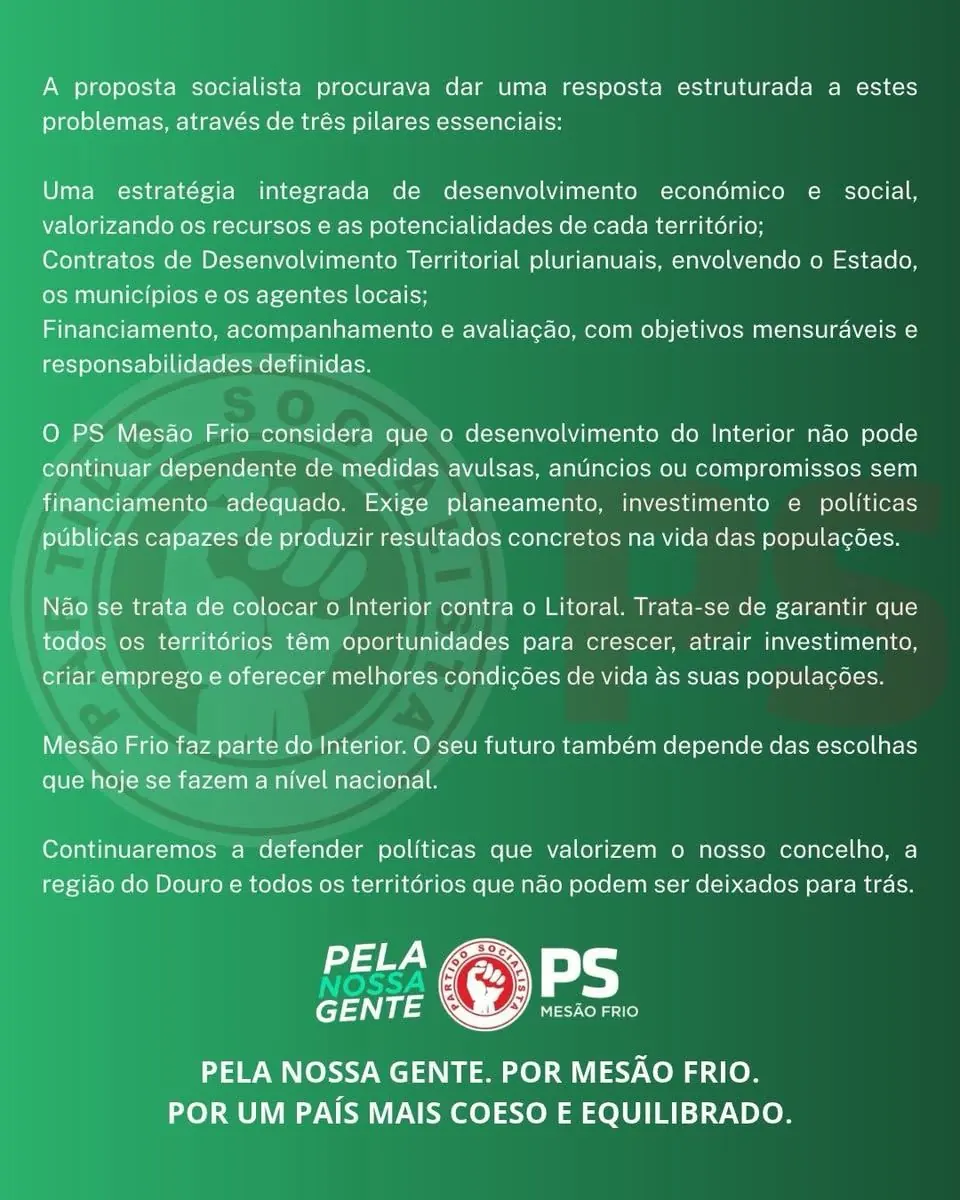 A proposta socialista procurava dar uma resposta estruturada a estes
problemas, através de três pilares essenciais:
Uma estratégia integrada de desenvolvimento económico e social,
valorizando os recursos e as potencialidades de cada território;
Contratos de Desenvolvimento Territorial plurianuais, envolvendo o Estado,
os municípios e os agentes locais;
Financiamento, acompanhamento e avaliação, com objetivos mensuráveis e
responsabilidades definidas.
O PS Mesão Frio considera que o desenvolvimento do Interior não pode
continuar dependente de medidas avulsas, anúncios ou compromissos sem
financiamento adequado. Exige planeamento, investimento e políticas
públicas capazes de produzir resultados concretos na vida das populações.
Não se trata de colocar o Interior contra o Litoral. Trata-se de garantir que
todos os territórios têm oportunidades para crescer, atrair investimento,
criar emprego e oferecer melhores condições de vida às suas populações.
Mesão Frio faz parte do Interior. O seu futuro também depende das escolhas
que hoje se fazem a nível nacional.
Continuaremos a defender políticas que valorizem o nosso concelho, a
região do Douro e todos os territórios que não podem ser deixados para trás.
PARTIDO SOCIALISTA
PS
PELA
NOSSA
GENTE
PARTIDO SOCIALISTA
PS
MESÃO FRIO
PELA NOSSA GENTE. POR MESÃO FRIO.
POR UM PAÍS MAIS COESO E EQUILIBRADO.